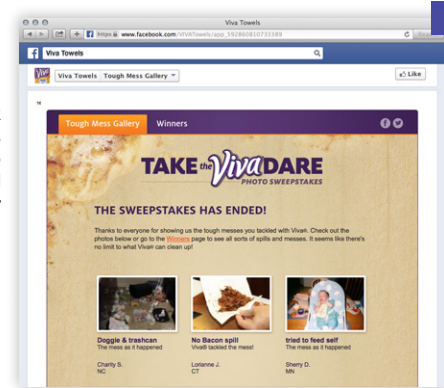 Viva Towels
https www.facebook.com/VIVATowels/app_592860810733389
Viva Towels
Viva
Viva Towels Tough Mess Gallery
Like
Tough Mess Gallery Winners
TAKE the Viva DARE
PHOTO SWEEPSTAKES
THE SWEEPSTAKES HAS ENDED!
Thanks to everyone for showing us the tough messes you tackled with Viva®. Check out the
photos below or go to the Winners page to see all sorts of spills and messes. It seems like there's
no limit to what Viva® can clean up!
Doggie & trashcan
The mess as it happened
Charity S.
NC
No Bacon spill
Viva® tackled the mess!
Lorianne J.
CT
tried to feed self
The mess as it happened
Sherry D.
MN